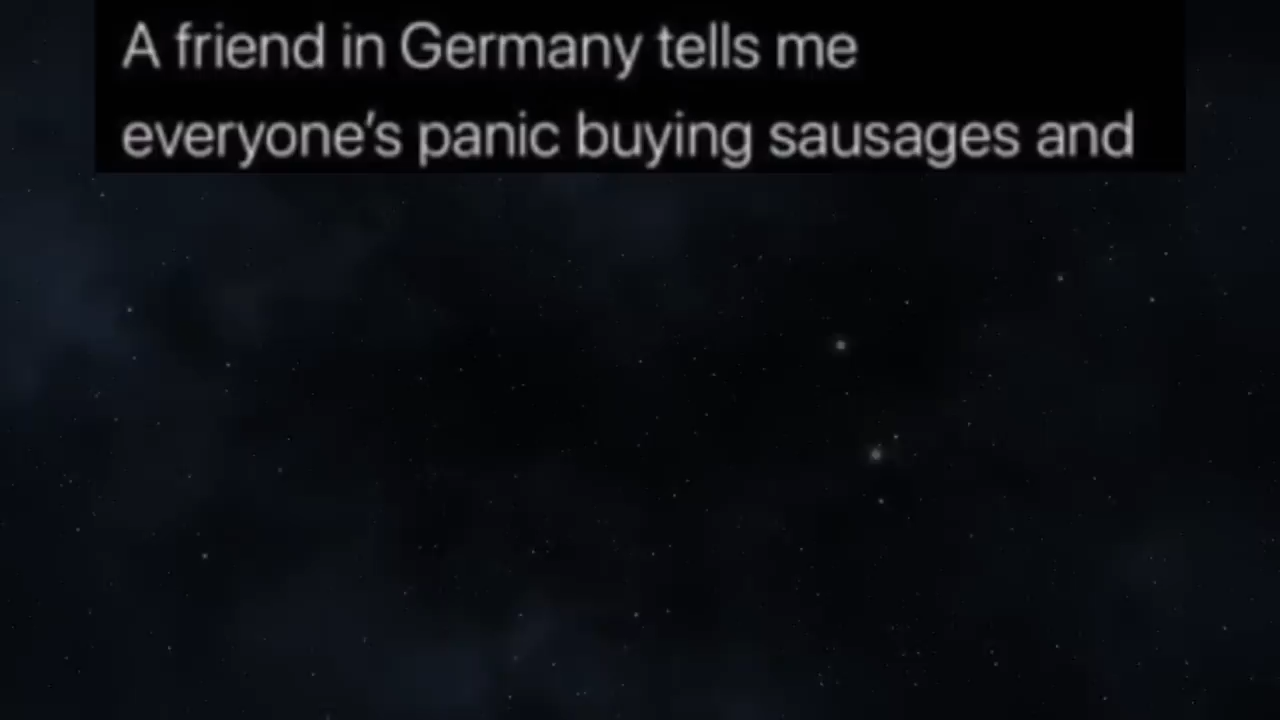 A friend in Germany tells me
everyone’s panic buying sausages and